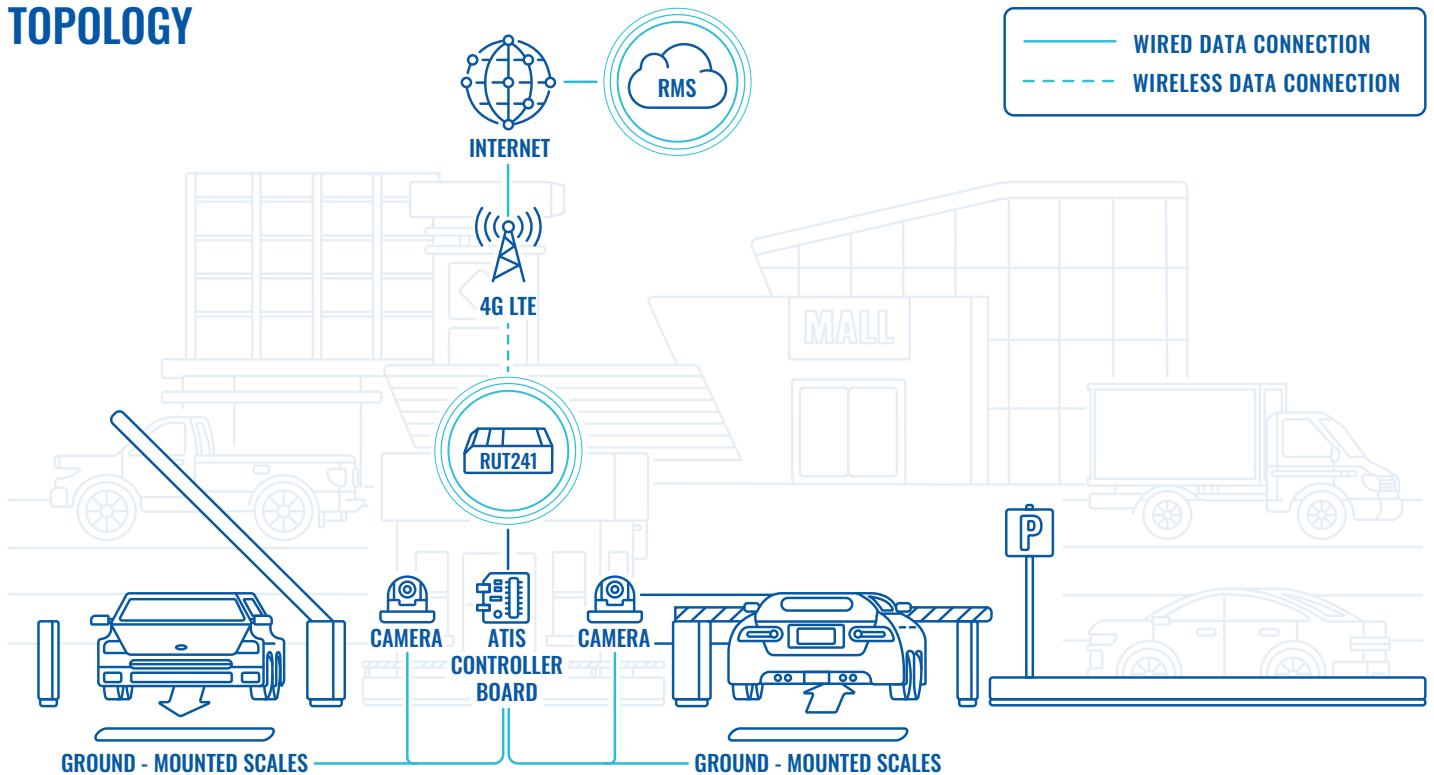 TOPOLOGY
WIRED DATA CONNECTION
WIRELESS DATA CONNECTION
RMS
INTERNET
4G LTE
MALL
RUT241
P
CAMERA
ATIS
CONTROLLER
BOARD
CAMERA
GROUND - MOUNTED SCALES
GROUND - MOUNTED SCALES